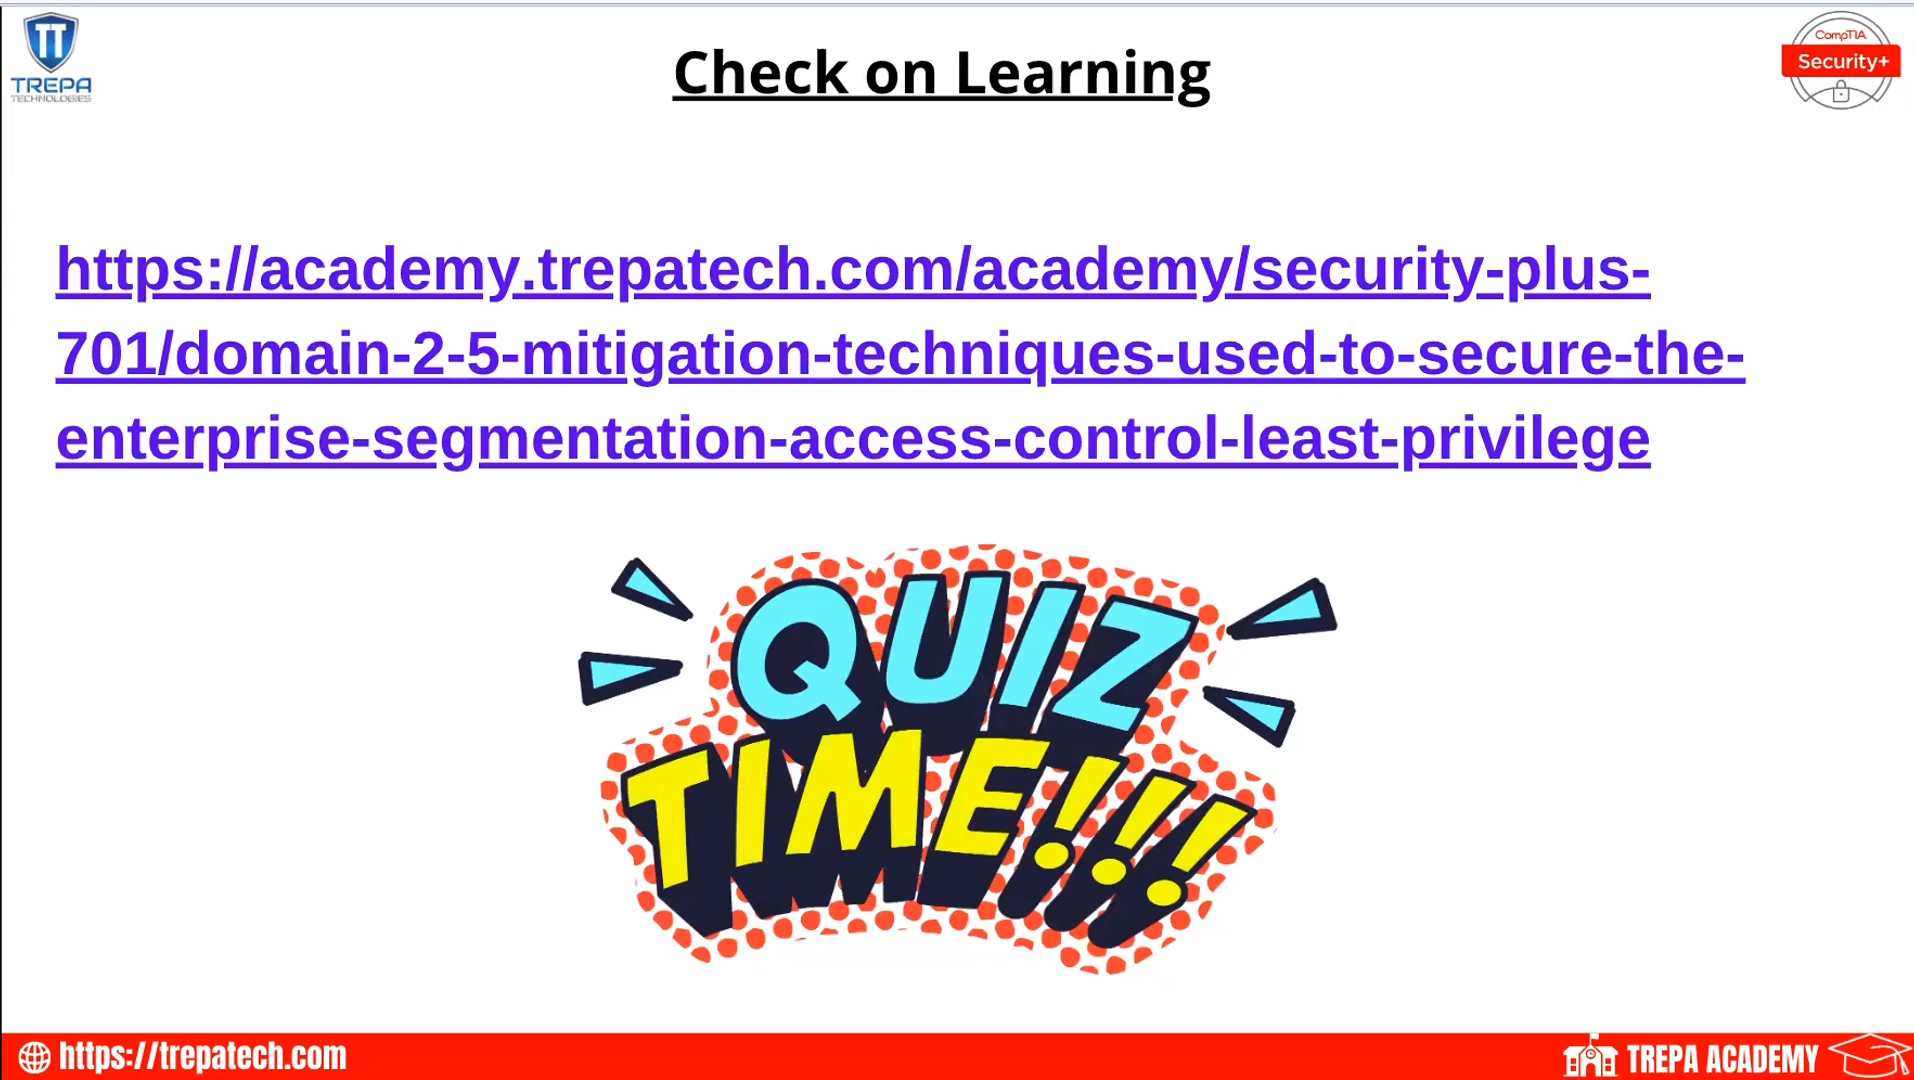 TT
TREPA
TECHNOLOGIES
Check on Learning
CompTIA
Security+
https://academy.trepatech.com/academy/security-plus-
701/domain-2-5-mitigation-techniques-used-to-secure-the-
enterprise-segmentation-access-control-least-privilege
QUIZ
TIME!!!
https://trepatech.com
TREPA ACADEMY